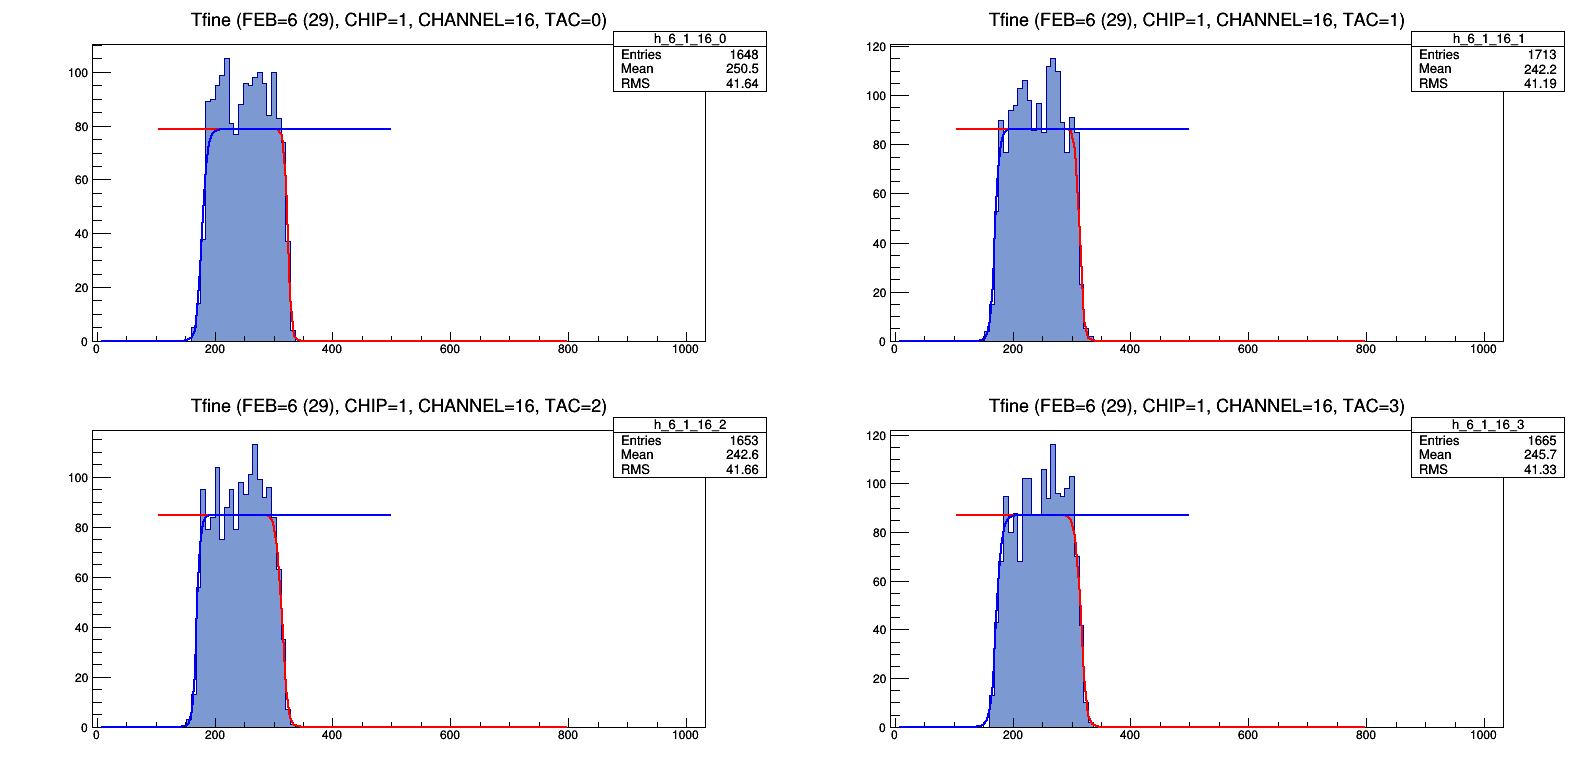 Tfine (FEB=6 (29), CHIP=1, CHANNEL=16, TAC=0)
h_6_1_16_0
Entries 1648
Mean 250.5
RMS 41.64
100
80
60
40
20
0
0 200 400 600 800 1000
Tfine (FEB=6 (29), CHIP=1, CHANNEL=16, TAC=1)
h_6_1_16_1
Entries 1713
Mean 242.2
RMS 41.19
120
100
80
60
40
20
0
0 200 400 600 800 1000
Tfine (FEB=6 (29), CHIP=1, CHANNEL=16, TAC=2)
h_6_1_16_2
Entries 1653
Mean 242.6
RMS 41.66
100
80
60
40
20
0
0 200 400 600 800 1000
Tfine (FEB=6 (29), CHIP=1, CHANNEL=16, TAC=3)
h_6_1_16_3
Entries 1665
Mean 245.7
RMS 41.33
120
100
80
60
40
20
0
0 200 400 600 800 1000